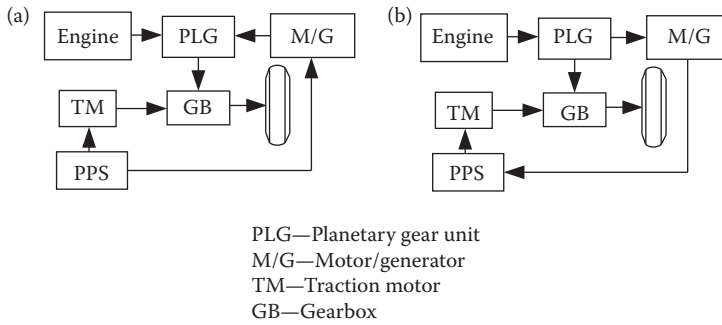 (a)
Engine
PLG
M/G
TM
GB
PPS
(b)
Engine
PLG
M/G
TM
GB
PPS
PLG—Planetary gear unit
M/G—Motor/generator
TM—Traction motor
GB—Gearbox